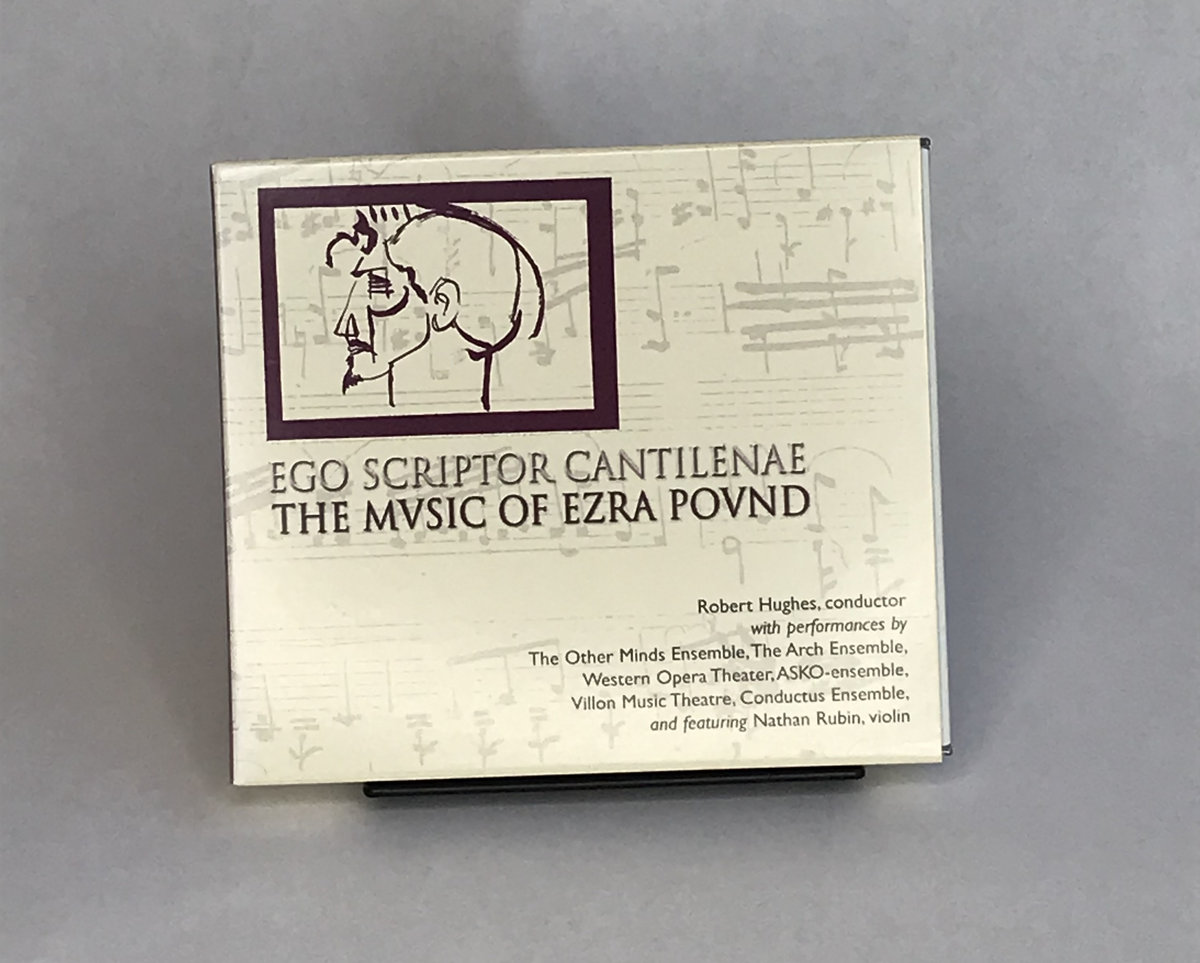 EGO SCRIPTOR CANTILENAE
THE MVSIC OF EZRA POVND
Robert Hughes, conductor
with performances by
The Other Minds Ensemble, The Arch Ensemble,
Western Opera Theater, ASKO-ensemble,
Villon Music Theatre, Conductus Ensemble,
and featuring Nathan Rubin, violin